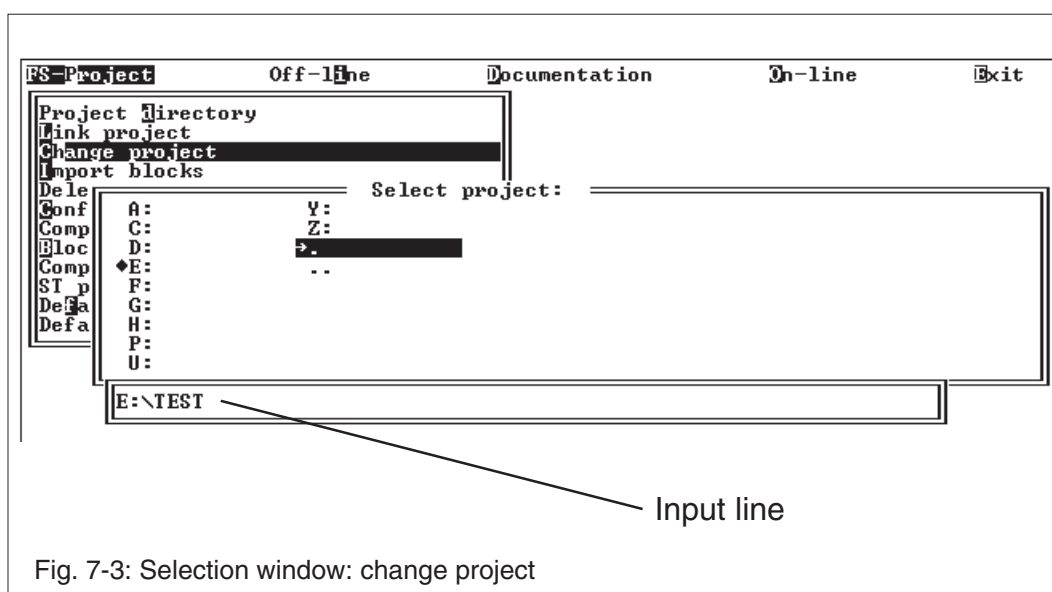 FS-Project Off-line Documentation On-line Exit
Project directory
Link project
Change project
Import blocks
Dele
Select project:
Conf
Comp
Bloc
Comp
ST p
Defa
Defa
A: Y:
C: Z:
D: →.
◆E: ..
F:
G:
H:
P:
U:
E:\TEST
Input line
Fig. 7-3: Selection window: change project